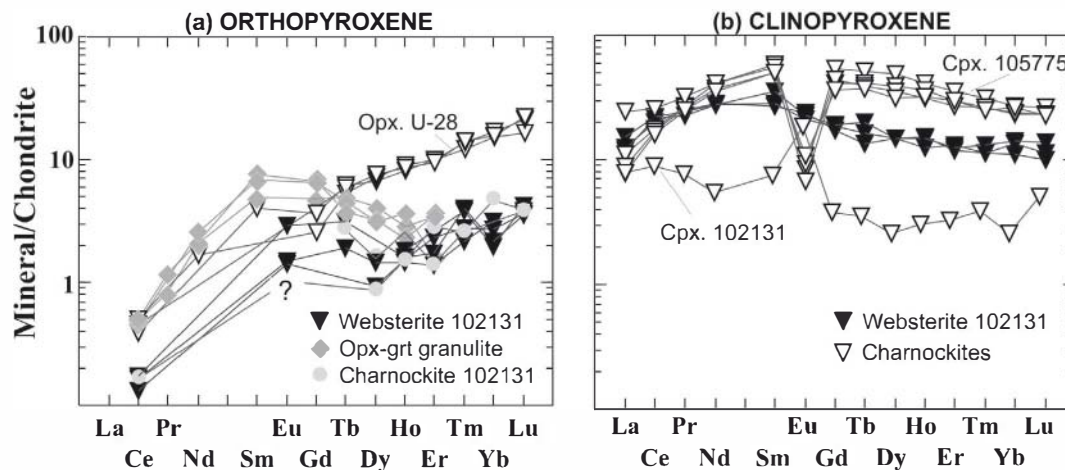 (a) ORTHOPYROXENE
(b) CLINOPYROXENE
Mineral/Chondrite
100
10
1
Opx. U-28
?
Websterite 102131
Opx-grt granulite
Charnockite 102131
La Pr Eu Tb Ho Tm Lu
Ce Nd Sm Gd Dy Er Yb
Cpx. 105775
Cpx. 102131
Websterite 102131
Charnockites
La Pr Eu Tb Ho Tm Lu
Ce Nd Sm Gd Dy Er Yb